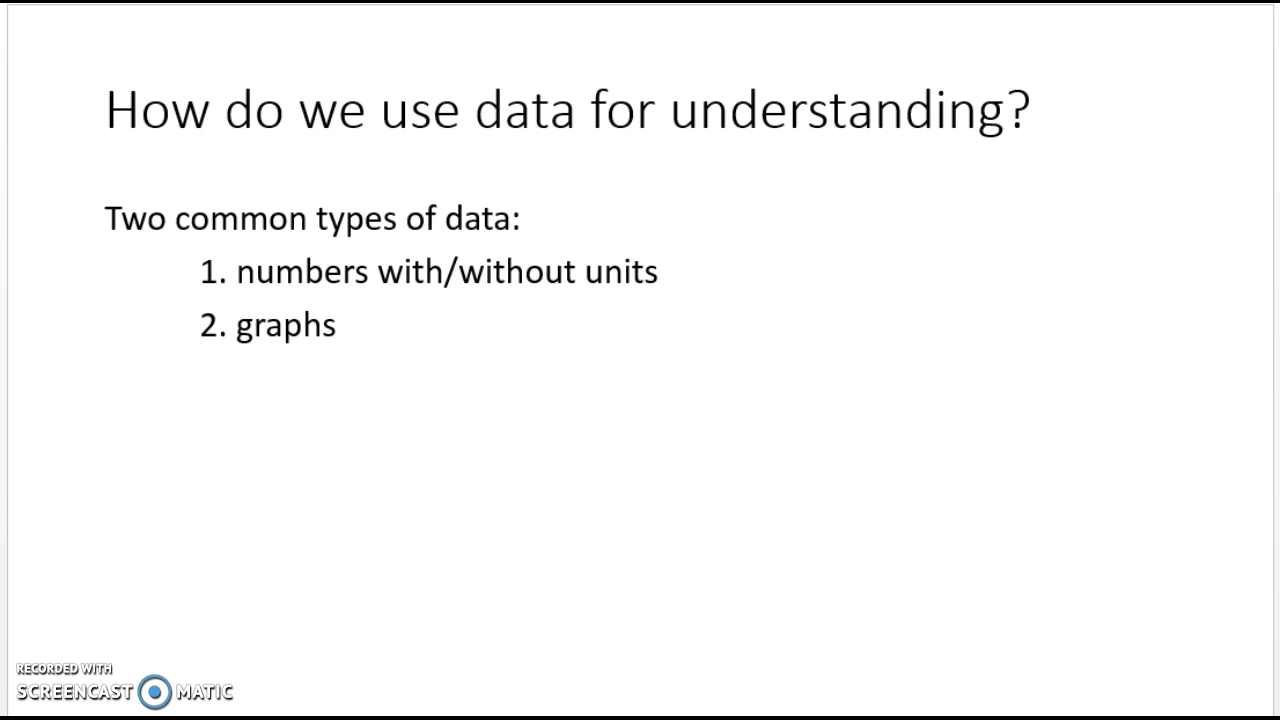 How do we use data for understanding?
Two common types of data:
1. numbers with/without units
2. graphs
RECORDED WITH
SCREENCAST MATIC